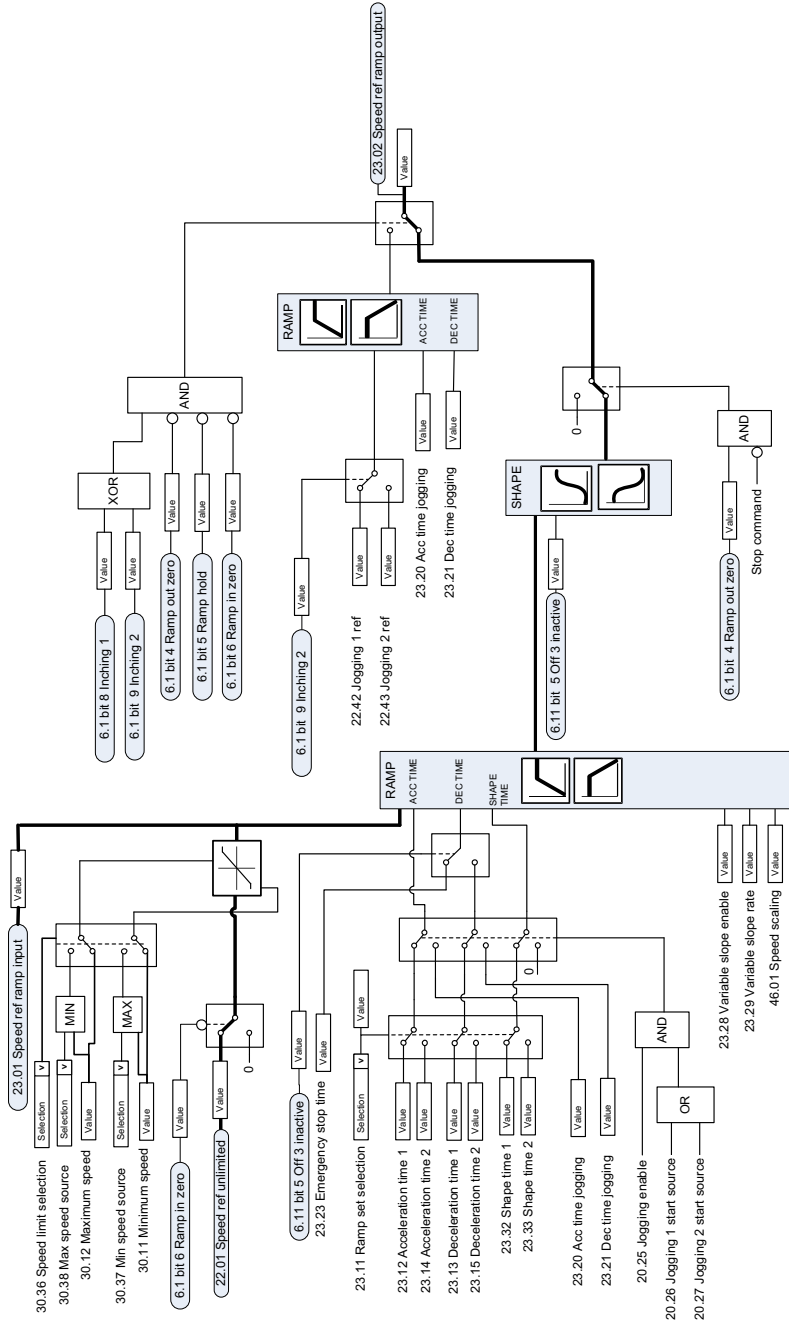 23.01 Speed ref ramp input
Value
30.36 Speed limit selection
Selection
v
30.38 Max speed source
Selection
v
MIN
30.12 Maximum speed
Value
30.37 Min speed source
Selection
v
MAX
30.11 Minimum speed
Value
6.1 bit 6 Ramp in zero
Value
22.01 Speed ref unlimited
Value
0
6.11 bit 5 Off 3 inactive
Value
23.23 Emergency stop time
Value
23.11 Ramp set selection
Selection
v
Value
23.12 Acceleration time 1
Value
23.14 Acceleration time 2
Value
23.13 Deceleration time 1
Value
23.15 Deceleration time 2
Value
23.32 Shape time 1
Value
23.33 Shape time 2
Value
0
23.20 Acc time jogging
Value
23.21 Dec time jogging
Value
20.25 Jogging enable
AND
20.26 Jogging 1 start source
OR
20.27 Jogging 2 start source
RAMP
ACC TIME
DEC TIME
SHAPE
TIME
23.28 Variable slope enable
Value
23.29 Variable slope rate
Value
46.01 Speed scaling
Value
6.1 bit 8 Inching 1
Value
6.1 bit 9 Inching 2
Value
XOR
6.1 bit 4 Ramp out zero
Value
6.1 bit 5 Ramp hold
Value
6.1 bit 6 Ramp in zero
Value
AND
6.1 bit 9 Inching 2
Value
22.42 Jogging 1 ref
Value
22.43 Jogging 2 ref
Value
23.20 Acc time jogging
Value
23.21 Dec time jogging
Value
RAMP
ACC TIME
DEC TIME
23.02 Speed ref ramp output
Value
SHAPE
6.11 bit 5 Off 3 inactive
Value
0
6.1 bit 4 Ramp out zero
Value
AND
Stop command